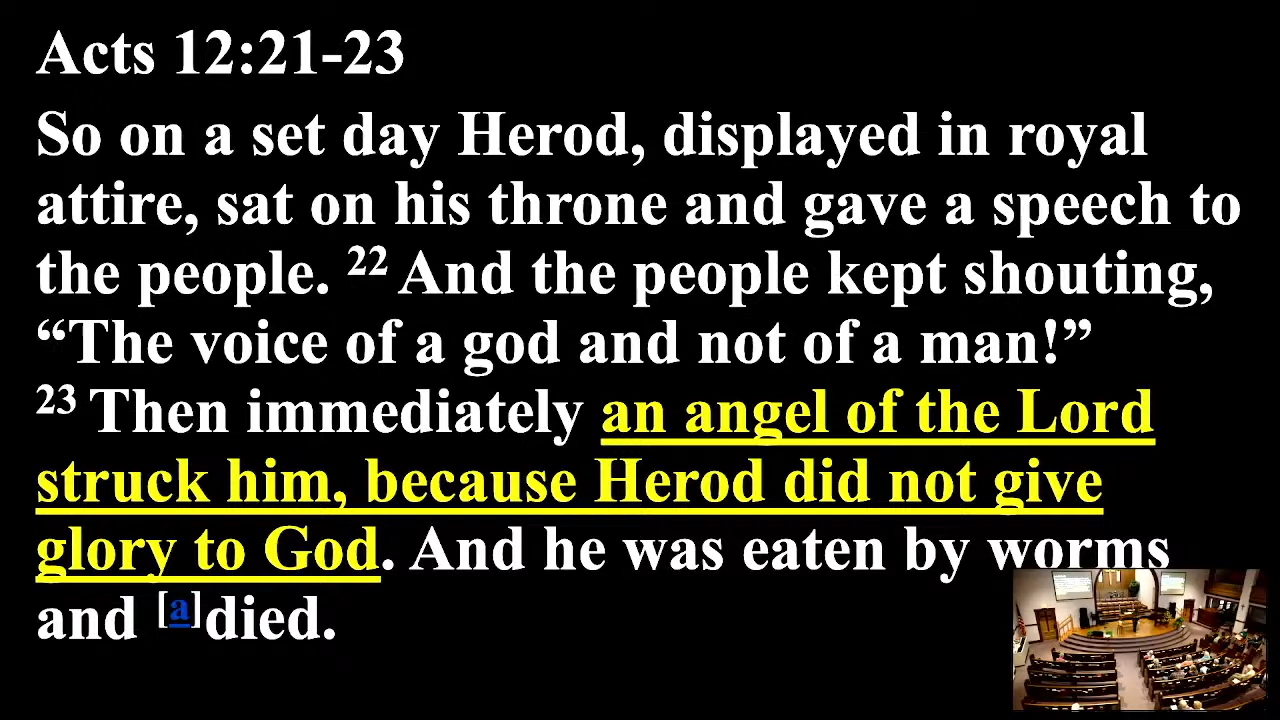 Acts 12:21-23
So on a set day Herod, displayed in royal
attire, sat on his throne and gave a speech to
the people. 22 And the people kept shouting,
“The voice of a god and not of a man!”
23 Then immediately an angel of the Lord
struck him, because Herod did not give
glory to God. And he was eaten by worms
and [a]died.